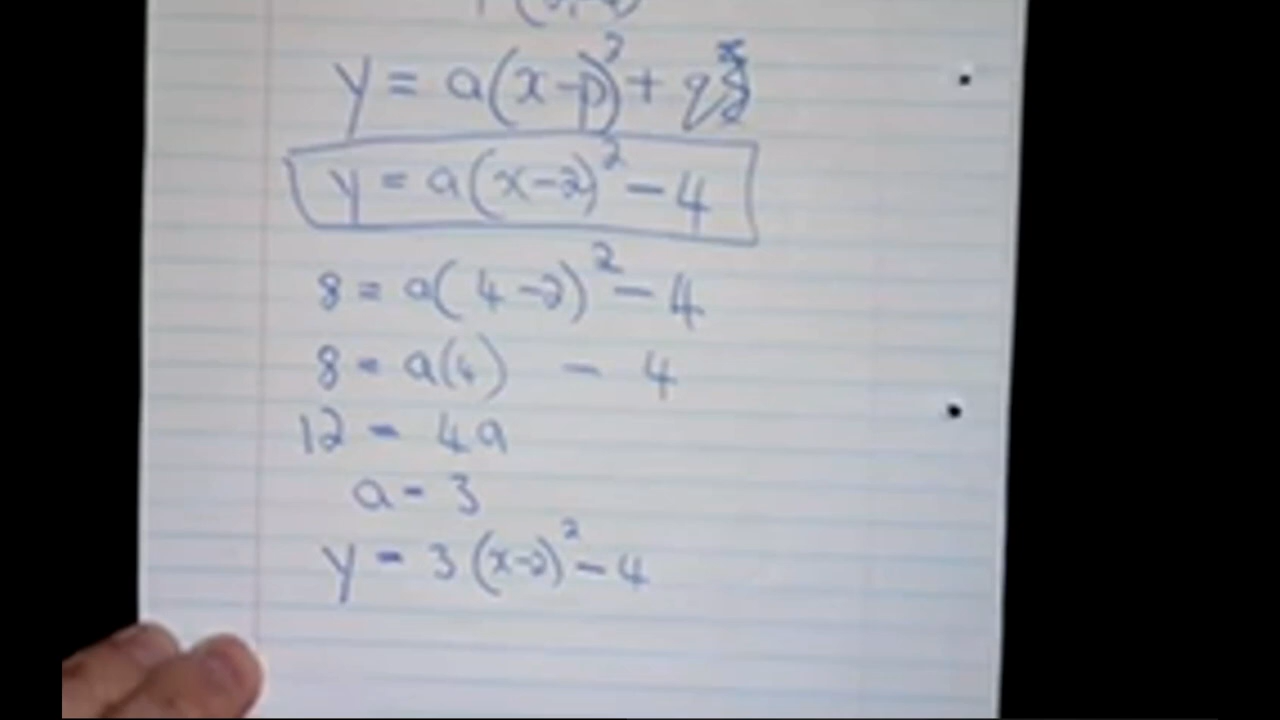 y = a(x-p)² + q
y = a(x-2)² - 4
8 = a(4-2)² - 4
8 = a(4) - 4
12 = 4a
a = 3
y = 3(x-2)² - 4